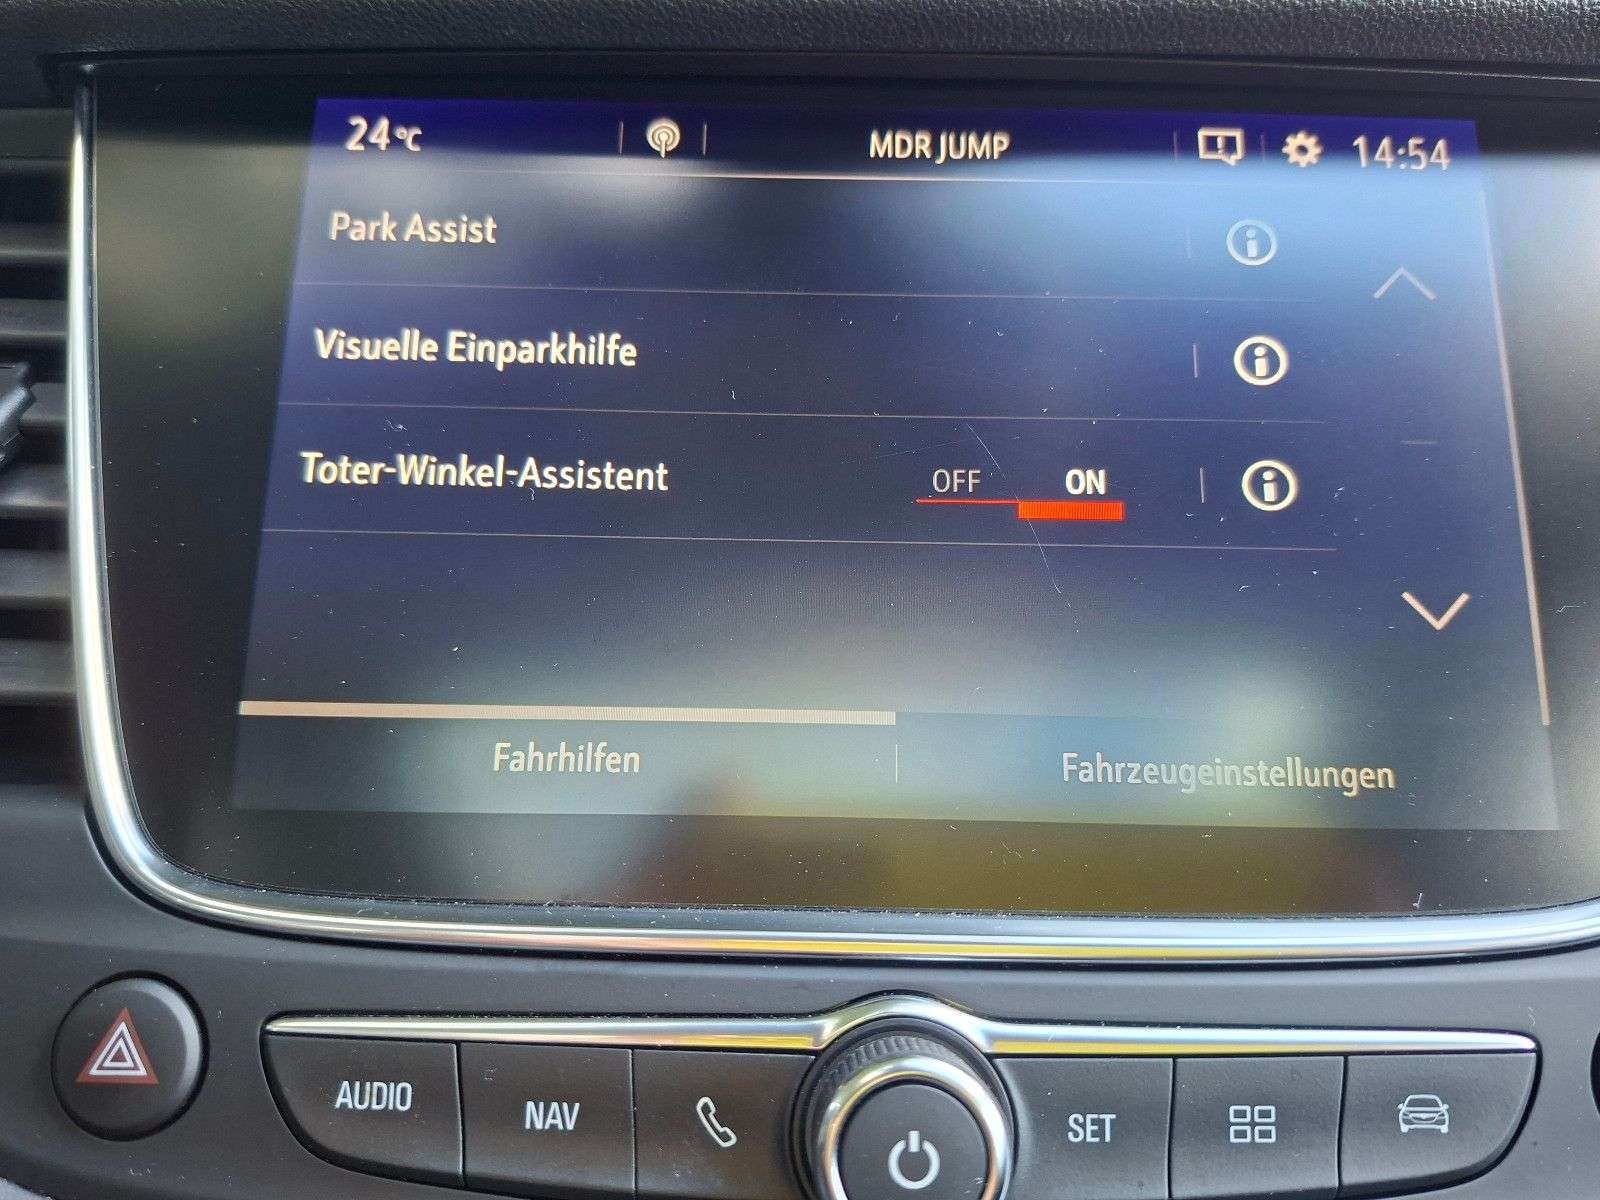 24°C MDR JUMP 14:54
Park Assist
Visuelle Einparkhilfe
Toter-Winkel-Assistent OFF ON
Fahrhilfen Fahrzeugeinstellungen
AUDIO NAV SET